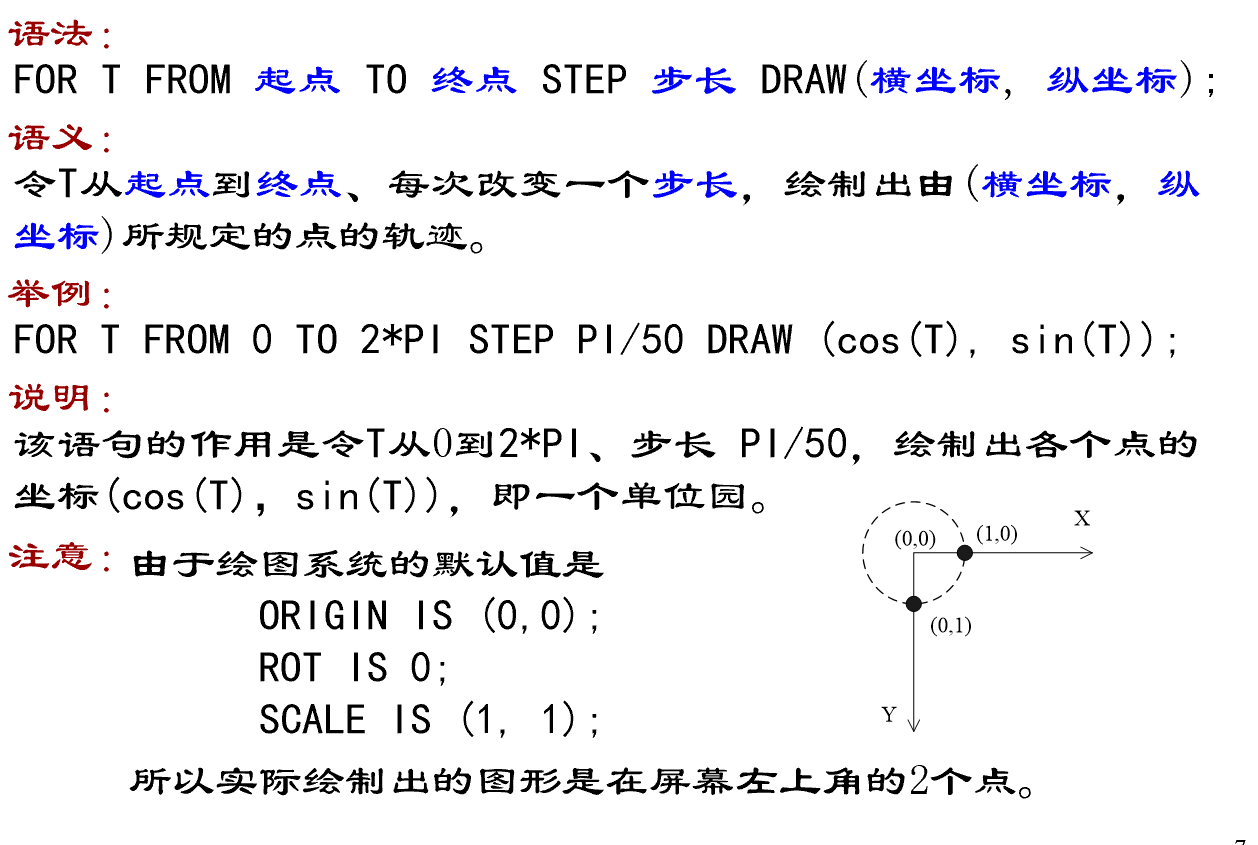 语法:
FOR T FROM 起点 TO 终点 STEP 步长 DRAW(横坐标, 纵坐标);
语义:
令T从起点到终点、每次改变一个步长，绘制出由(横坐标，纵
坐标)所规定的点的轨迹。
举例:
FOR T FROM 0 TO 2*PI STEP PI/50 DRAW (cos(T), sin(T));
说明:
该语句的作用是令T从0到2*PI、步长 PI/50，绘制出各个点的
坐标(cos(T)，sin(T))，即一个单位园。
注意: 由于绘图系统的默认值是
ORIGIN IS (0,0);
ROT IS 0;
SCALE IS (1, 1);
所以实际绘制出的图形是在屏幕左上角的2个点。
X
(0,0)
(1,0)
(0,1)
Y